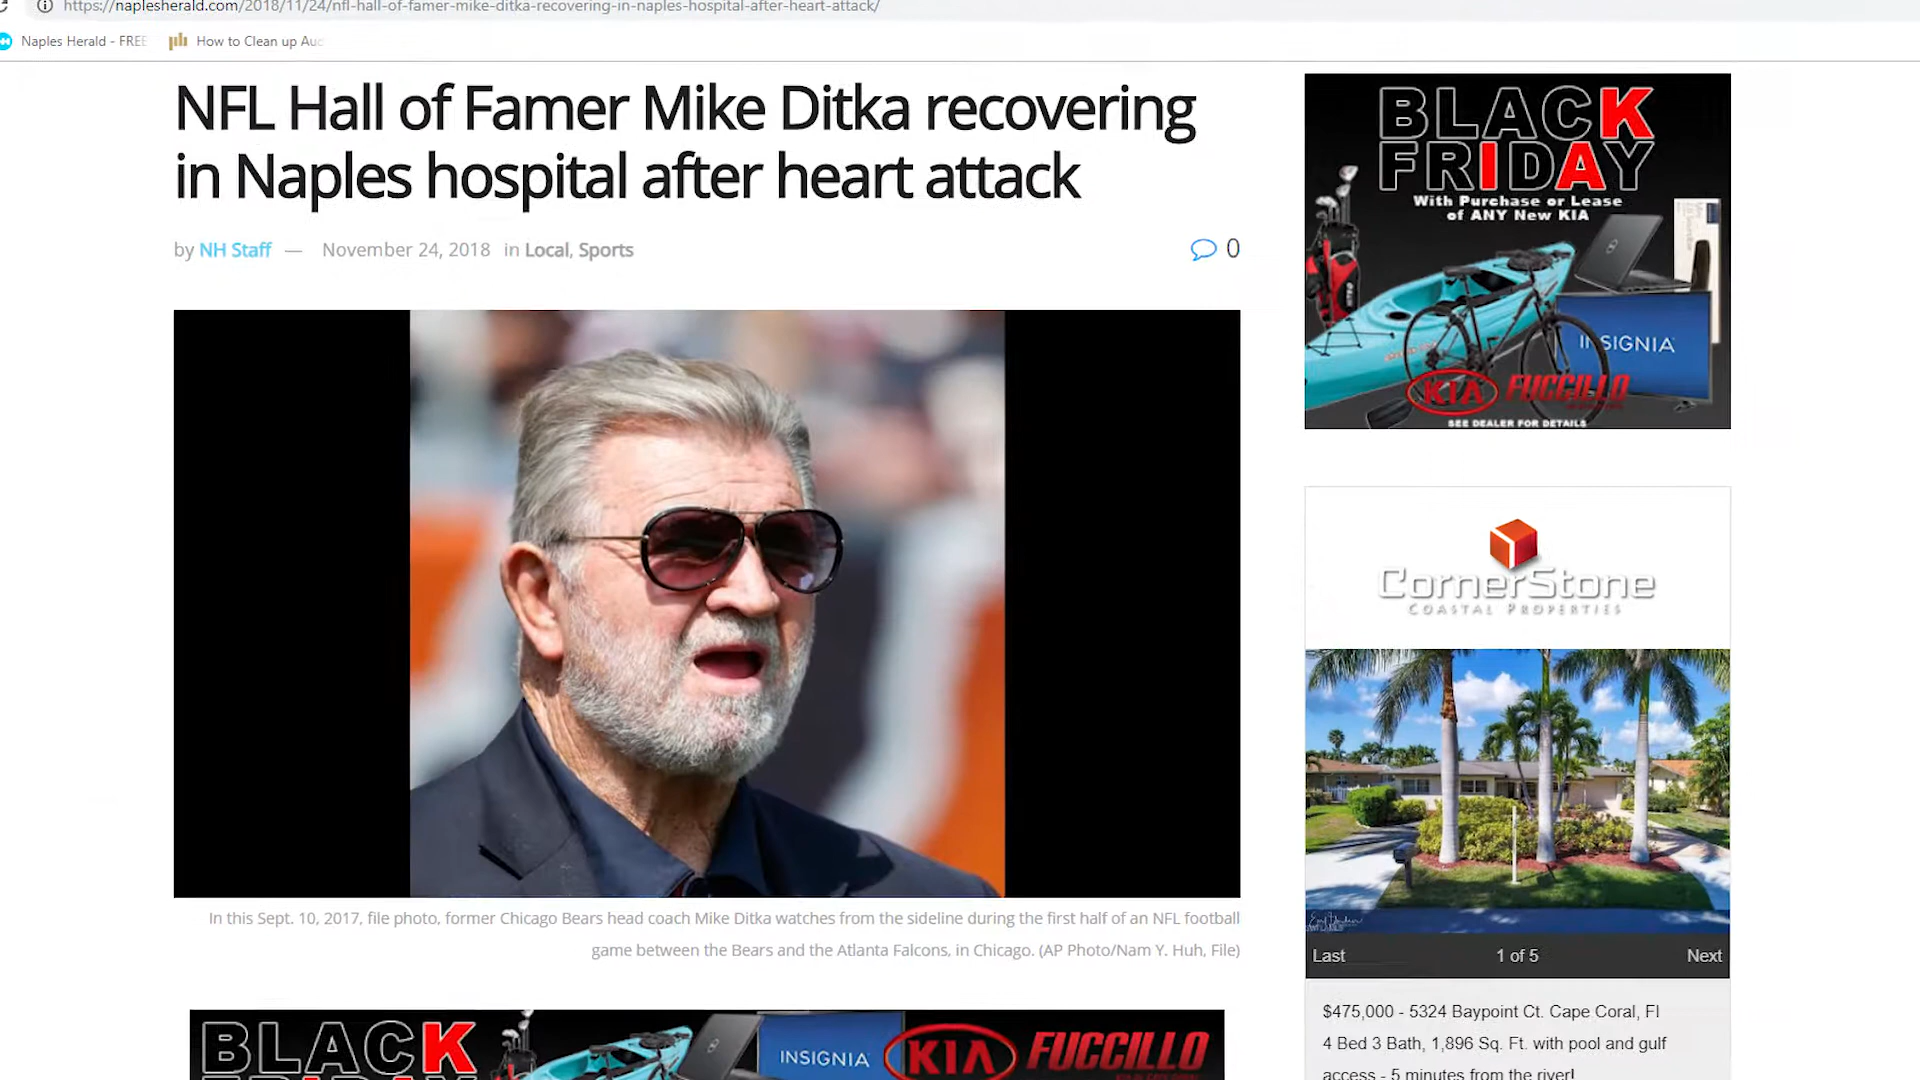 https://naplesherald.com/2018/11/24/nfl-hall-of-famer-mike-ditka-recovering-in-naples-hospital-after-heart-attack/
Naples Herald - FREE
How to Clean up Auc
NFL Hall of Famer Mike Ditka recovering
in Naples hospital after heart attack
by NH Staff — November 24, 2018 in Local, Sports
0
In this Sept. 10, 2017, file photo, former Chicago Bears head coach Mike Ditka watches from the sideline during the first half of an NFL football
game between the Bears and the Atlanta Falcons, in Chicago. (AP Photo/Nam Y. Huh, File)
BLACK
INSIGNIA
KIA
FUCCILLO
BLACK
FRIDAY
With Purchase or Lease
of ANY New KIA
INSIGNIA
KIA FUCCILLO
SEE DEALER FOR DETAILS
CornerStone
COASTAL PROPERTIES
Last 1 of 5 Next
$475,000 - 5324 Baypoint Ct. Cape Coral, Fl
4 Bed 3 Bath, 1,896 Sq. Ft. with pool and gulf
access - 5 minutes from the river!